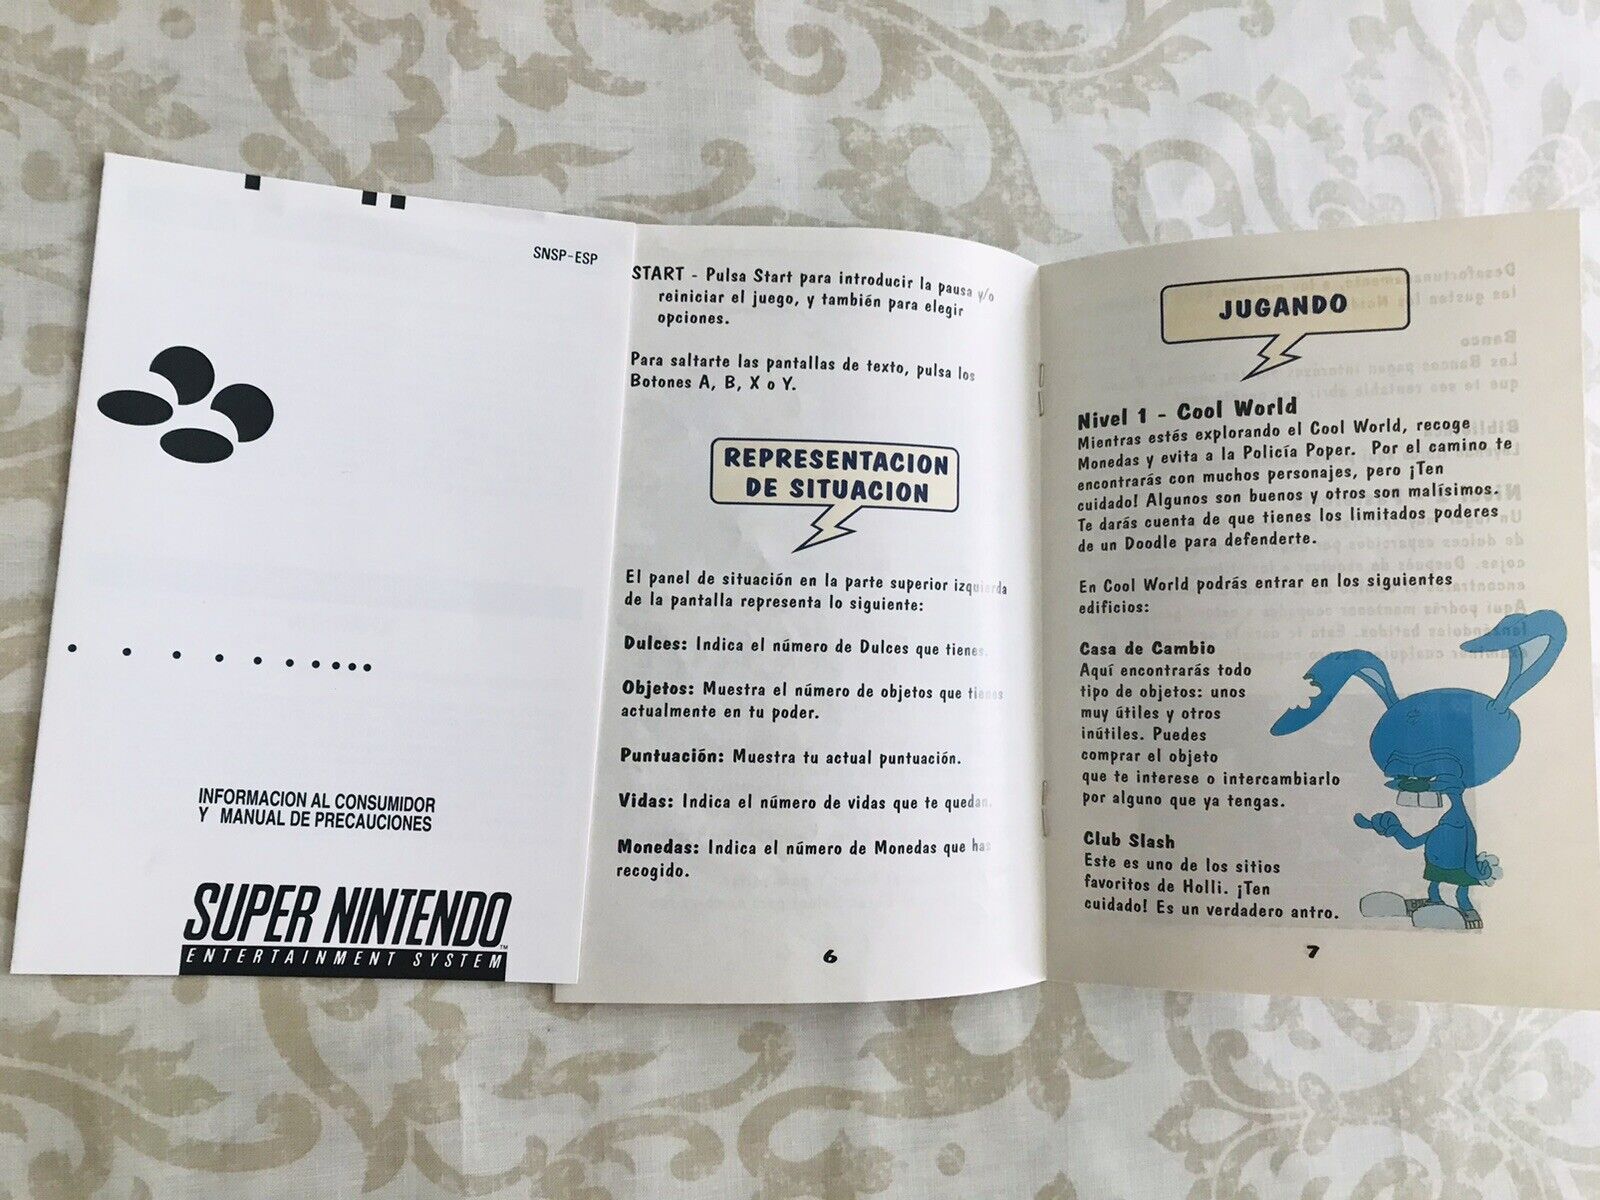 SNSP-ESP
INFORMACION AL CONSUMIDOR
Y MANUAL DE PRECAUCIONES
SUPER NINTENDO
TM
ENTERTAINMENT SYSTEM
START - Pulsa Start para introducir la pausa y/o
reiniciar el juego, y también para elegir
opciones.
Para saltarte las pantallas de texto, pulsa los
Botones A, B, X o Y.
REPRESENTACION
DE SITUACION
El panel de situación en la parte superior izquierda
de la pantalla representa lo siguiente:
Dulces: Indica el número de Dulces que tienes.
Objetos: Muestra el número de objetos que tienes
actualmente en tu poder.
Puntuación: Muestra tu actual puntuación.
Vidas: Indica el número de vidas que te quedan.
Monedas: Indica el número de Monedas que has
recogido.
6
JUGANDO
Nivel 1 - Cool World
Mientras estés explorando el Cool World, recoge
Monedas y evita a la Policía Poper. Por el camino te
encontrarás con muchos personajes, pero ¡Ten
cuidado! Algunos son buenos y otros son malísimos.
Te darás cuenta de que tienes los limitados poderes
de un Doodle para defenderte.
En Cool World podrás entrar en los siguientes
edificios:
Casa de Cambio
Aquí encontrarás todo
tipo de objetos: unos
muy útiles y otros
inútiles. Puedes
comprar el objeto
que te interese o intercambiarlo
por alguno que ya tengas.
Club Slash
Este es uno de los sitios
favoritos de Holli. ¡Ten
cuidado! Es un verdadero antro.
7